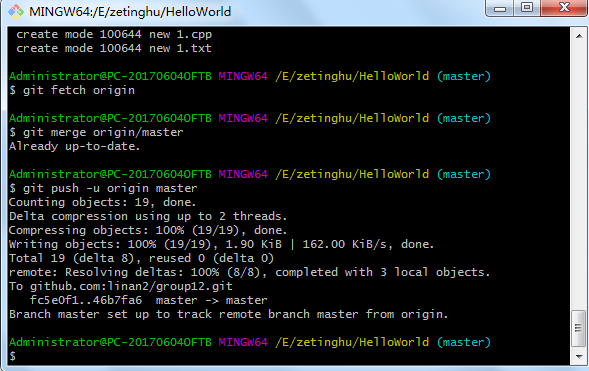 MINGW64:/E/zetinghu/HelloWorld
create mode 100644 new 1.cpp
create mode 100644 new 1.txt
Administrator@PC-20170604OFTB MINGW64 /E/zetinghu/HelloWorld (master)
$ git fetch origin
Administrator@PC-20170604OFTB MINGW64 /E/zetinghu/HelloWorld (master)
$ git merge origin/master
Already up-to-date.
Administrator@PC-20170604OFTB MINGW64 /E/zetinghu/HelloWorld (master)
$ git push -u origin master
Counting objects: 19, done.
Delta compression using up to 2 threads.
Compressing objects: 100% (19/19), done.
Writing objects: 100% (19/19), 1.90 KiB | 162.00 KiB/s, done.
Total 19 (delta 8), reused 0 (delta 0)
remote: Resolving deltas: 100% (8/8), completed with 3 local objects.
To github.com:linan2/group12.git
fc5e0f1..46b7fa6  master -> master
Branch master set up to track remote branch master from origin.
Administrator@PC-20170604OFTB MINGW64 /E/zetinghu/HelloWorld (master)
$